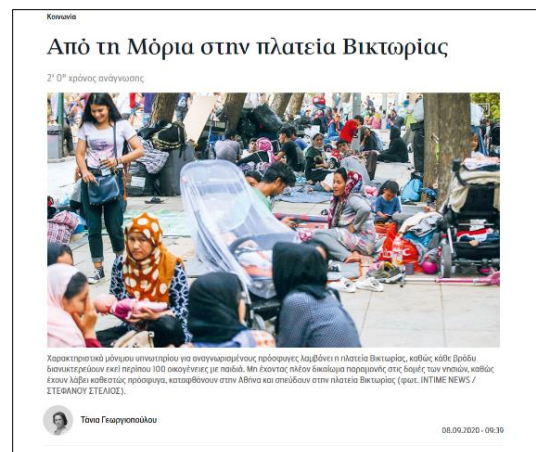 Κοινωνία
Από τη Μόρια στην πλατεία Βικτωρίας
2' 0" χρόνος ανάγνωσης
Χαρακτηριστικά μόνιμου υπνωτηρίου για αναγνωρισμένους πρόσφυγες λαμβάνει η πλατεία Βικτωρίας, καθώς κάθε βράδυ
διανυκτερεύουν εκεί περίπου 100 οικογένειες με παιδιά. Μη έχοντας πλέον δικαίωμα παραμονής στις δομές των νησιών, καθώς
έχουν λάβει καθεστώς πρόσφυγα, καταφθάνουν στην Αθήνα και σπεύδουν στην πλατεία Βικτωρίας (φωτ. INTIME NEWS /
ΣΤΕΦΑΝΟΥ ΣΤΕΛΙΟΣ).
Τάνια Γεωργιοπούλου
08.09.2020 - 09:39